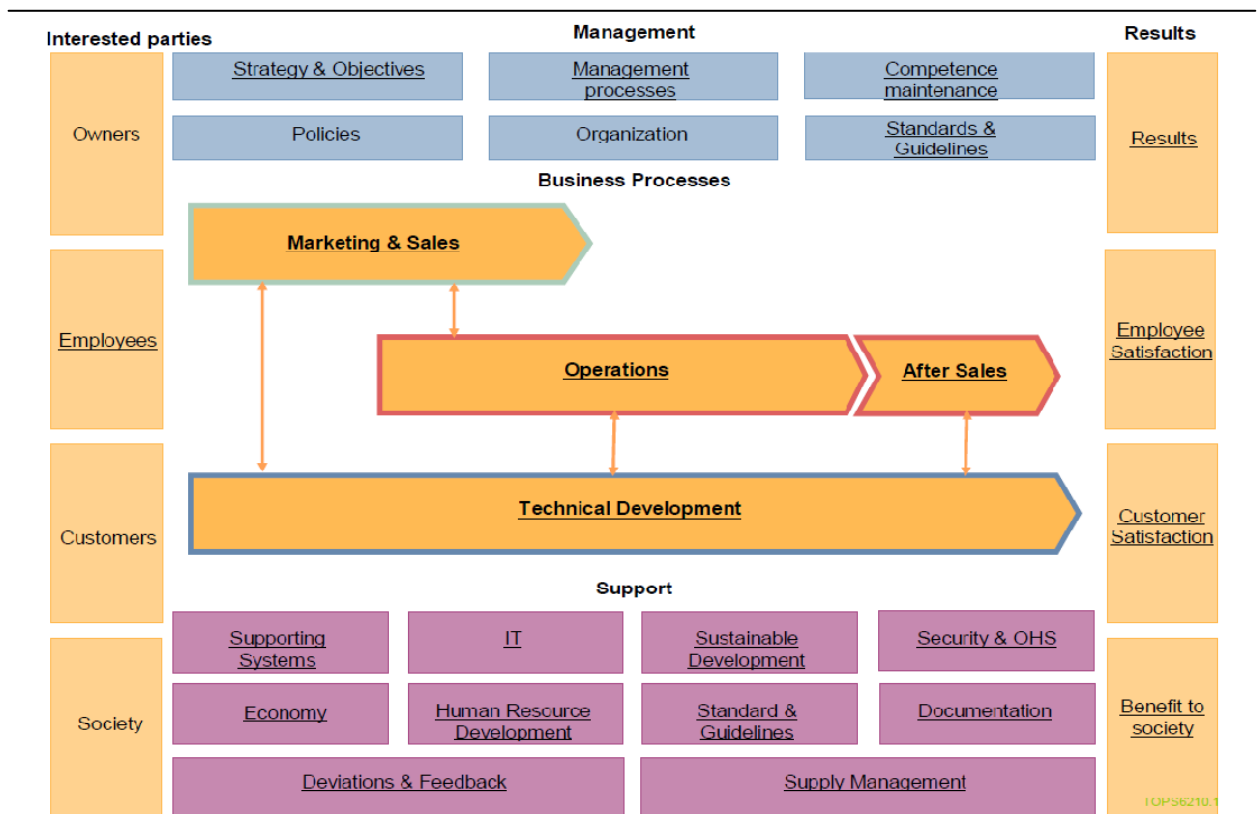 Interested parties
Management
Results
Owners
Strategy & Objectives
Management
processes
Competence
maintenance
Policies
Organization
Standards &
Guidelines
Results
Business Processes
Marketing & Sales
Employees
Operations
After Sales
Employee
Satisfaction
Technical Development
Customers
Customer
Satisfaction
Support
Supporting
Systems
IT
Sustainable
Development
Security & OHS
Society
Economy
Human Resource
Development
Standard &
Guidelines
Documentation
Benefit to
society
Deviations & Feedback
Supply Management
TOPS6210.1